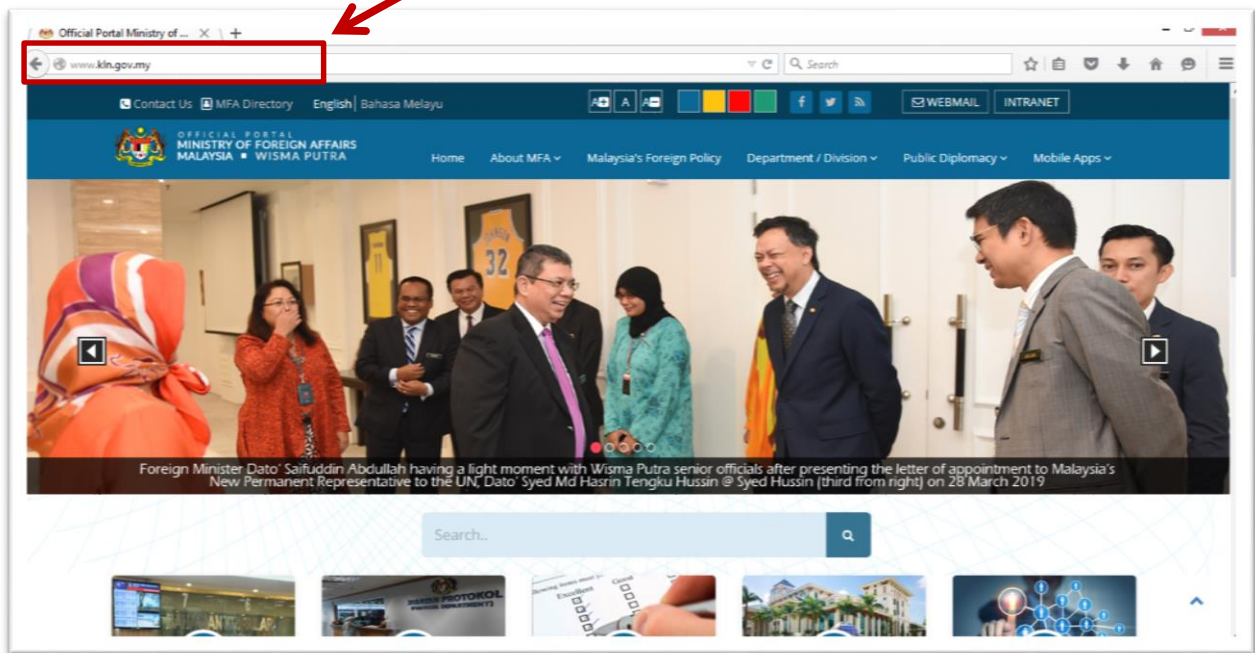 Official Portal Ministry of ...
www.kln.gov.my
Search
Contact Us MFA Directory English | Bahasa Melayu
A A A
WEBMAIL INTRANET
OFFICIAL PORTAL
MINISTRY OF FOREIGN AFFAIRS
MALAYSIA ▪ WISMA PUTRA
Home About MFA Malaysia's Foreign Policy Department / Division Public Diplomacy Mobile Apps
32
Foreign Minister Dato' Saifuddin Abdullah having a light moment with Wisma Putra senior officials after presenting the letter of appointment to Malaysia's
New Permanent Representative to the UN, Dato' Syed Md Hasrin Tengku Hussin @ Syed Hussin (third from right) on 28 March 2019
Search..
PROTOKOL
Excellent
Good